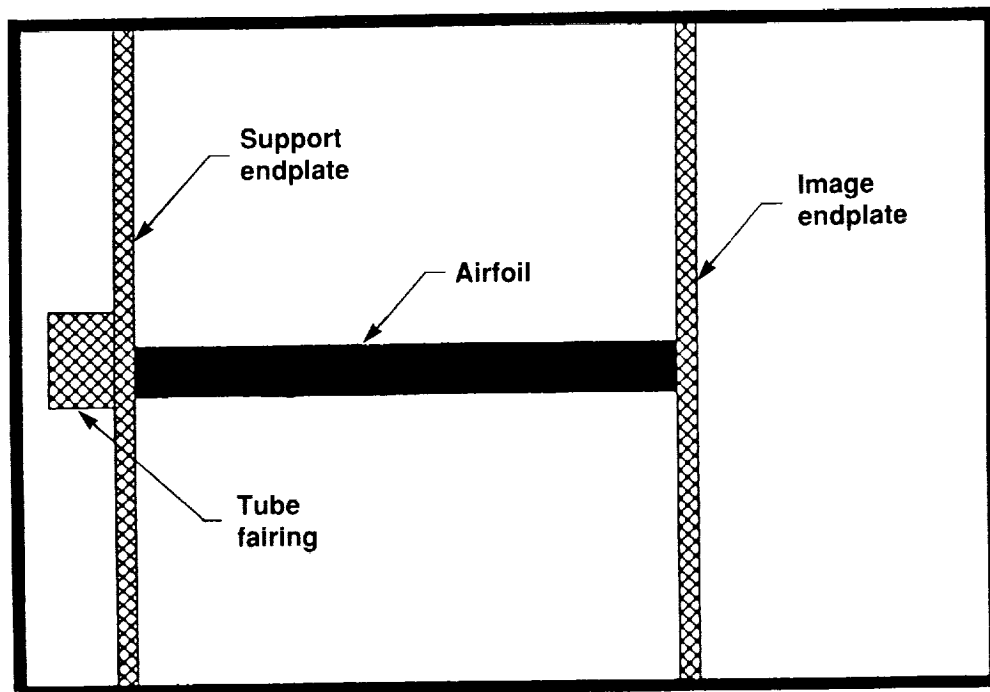 Support
endplate
Image
endplate
Airfoil
Tube
fairing